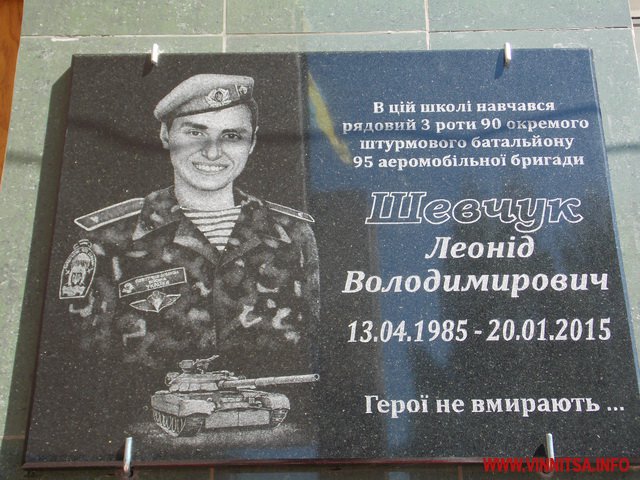 В цій школі навчався
рядовий 3 роти 90 окремого
штурмового батальйону
95 аеромобільної бригади
Шевчук
Леонід
Володимирович
13.04.1985 - 20.01.2015
Герої не вмирають ...
WWW.VINNITSA.INFO